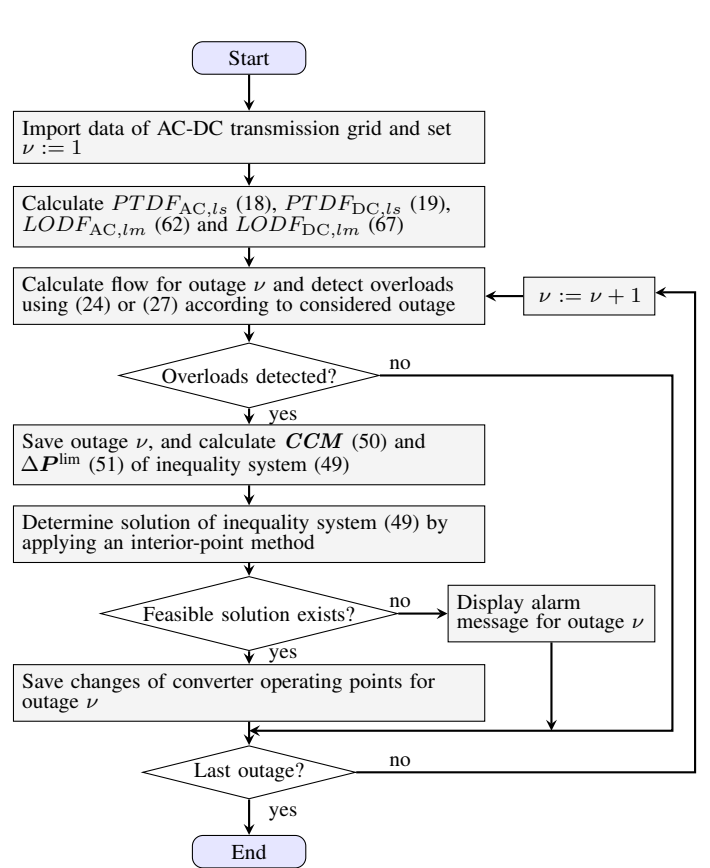 Start
Import data of AC-DC transmission grid and set
ν := 1
Calculate PTDF_AC,ls (18), PTDF_DC,ls (19),
LODF_AC,lm (62) and LODF_DC,lm (67)
Calculate flow for outage ν and detect overloads
using (24) or (27) according to considered outage
ν := ν + 1
Overloads detected?
no
yes
Save outage ν, and calculate CCM (50) and
ΔP^lim (51) of inequality system (49)
Determine solution of inequality system (49) by
applying an interior-point method
Feasible solution exists?
no
Display alarm
message for outage ν
yes
Save changes of converter operating points for
outage ν
Last outage?
no
yes
End